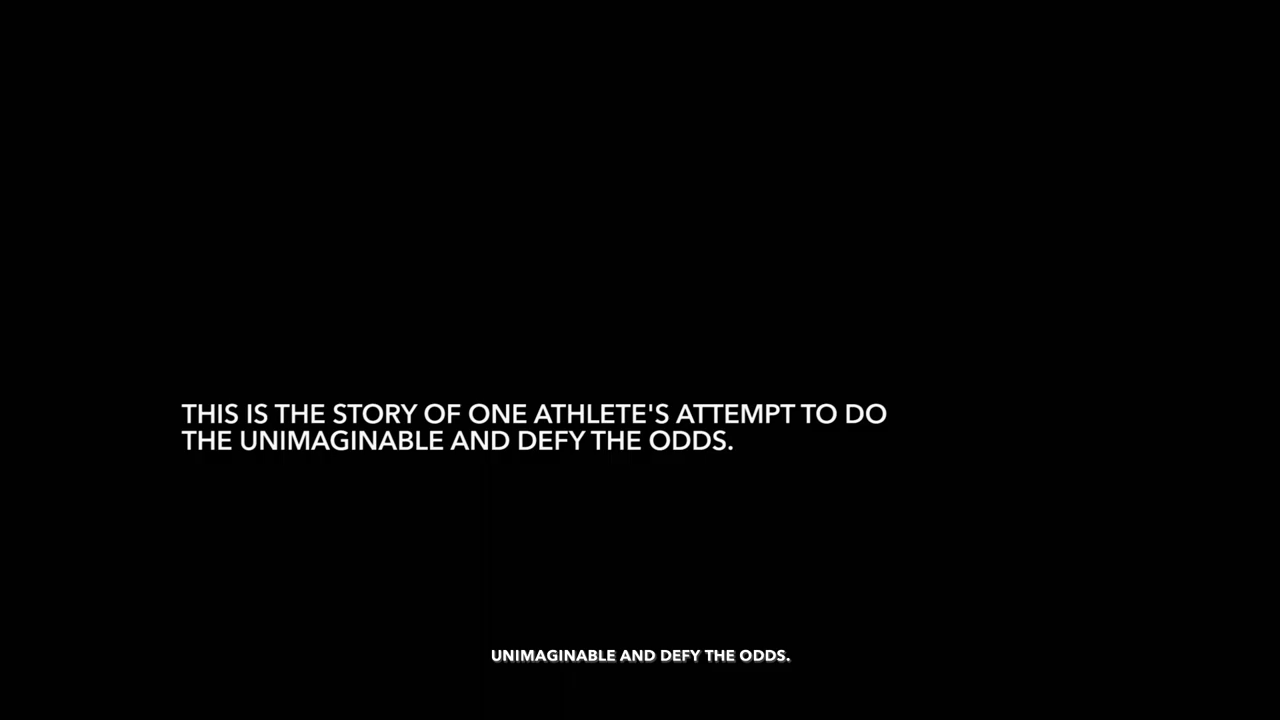 THIS IS THE STORY OF ONE ATHLETE'S ATTEMPT TO DO
THE UNIMAGINABLE AND DEFY THE ODDS.
UNIMAGINABLE AND DEFY THE ODDS.